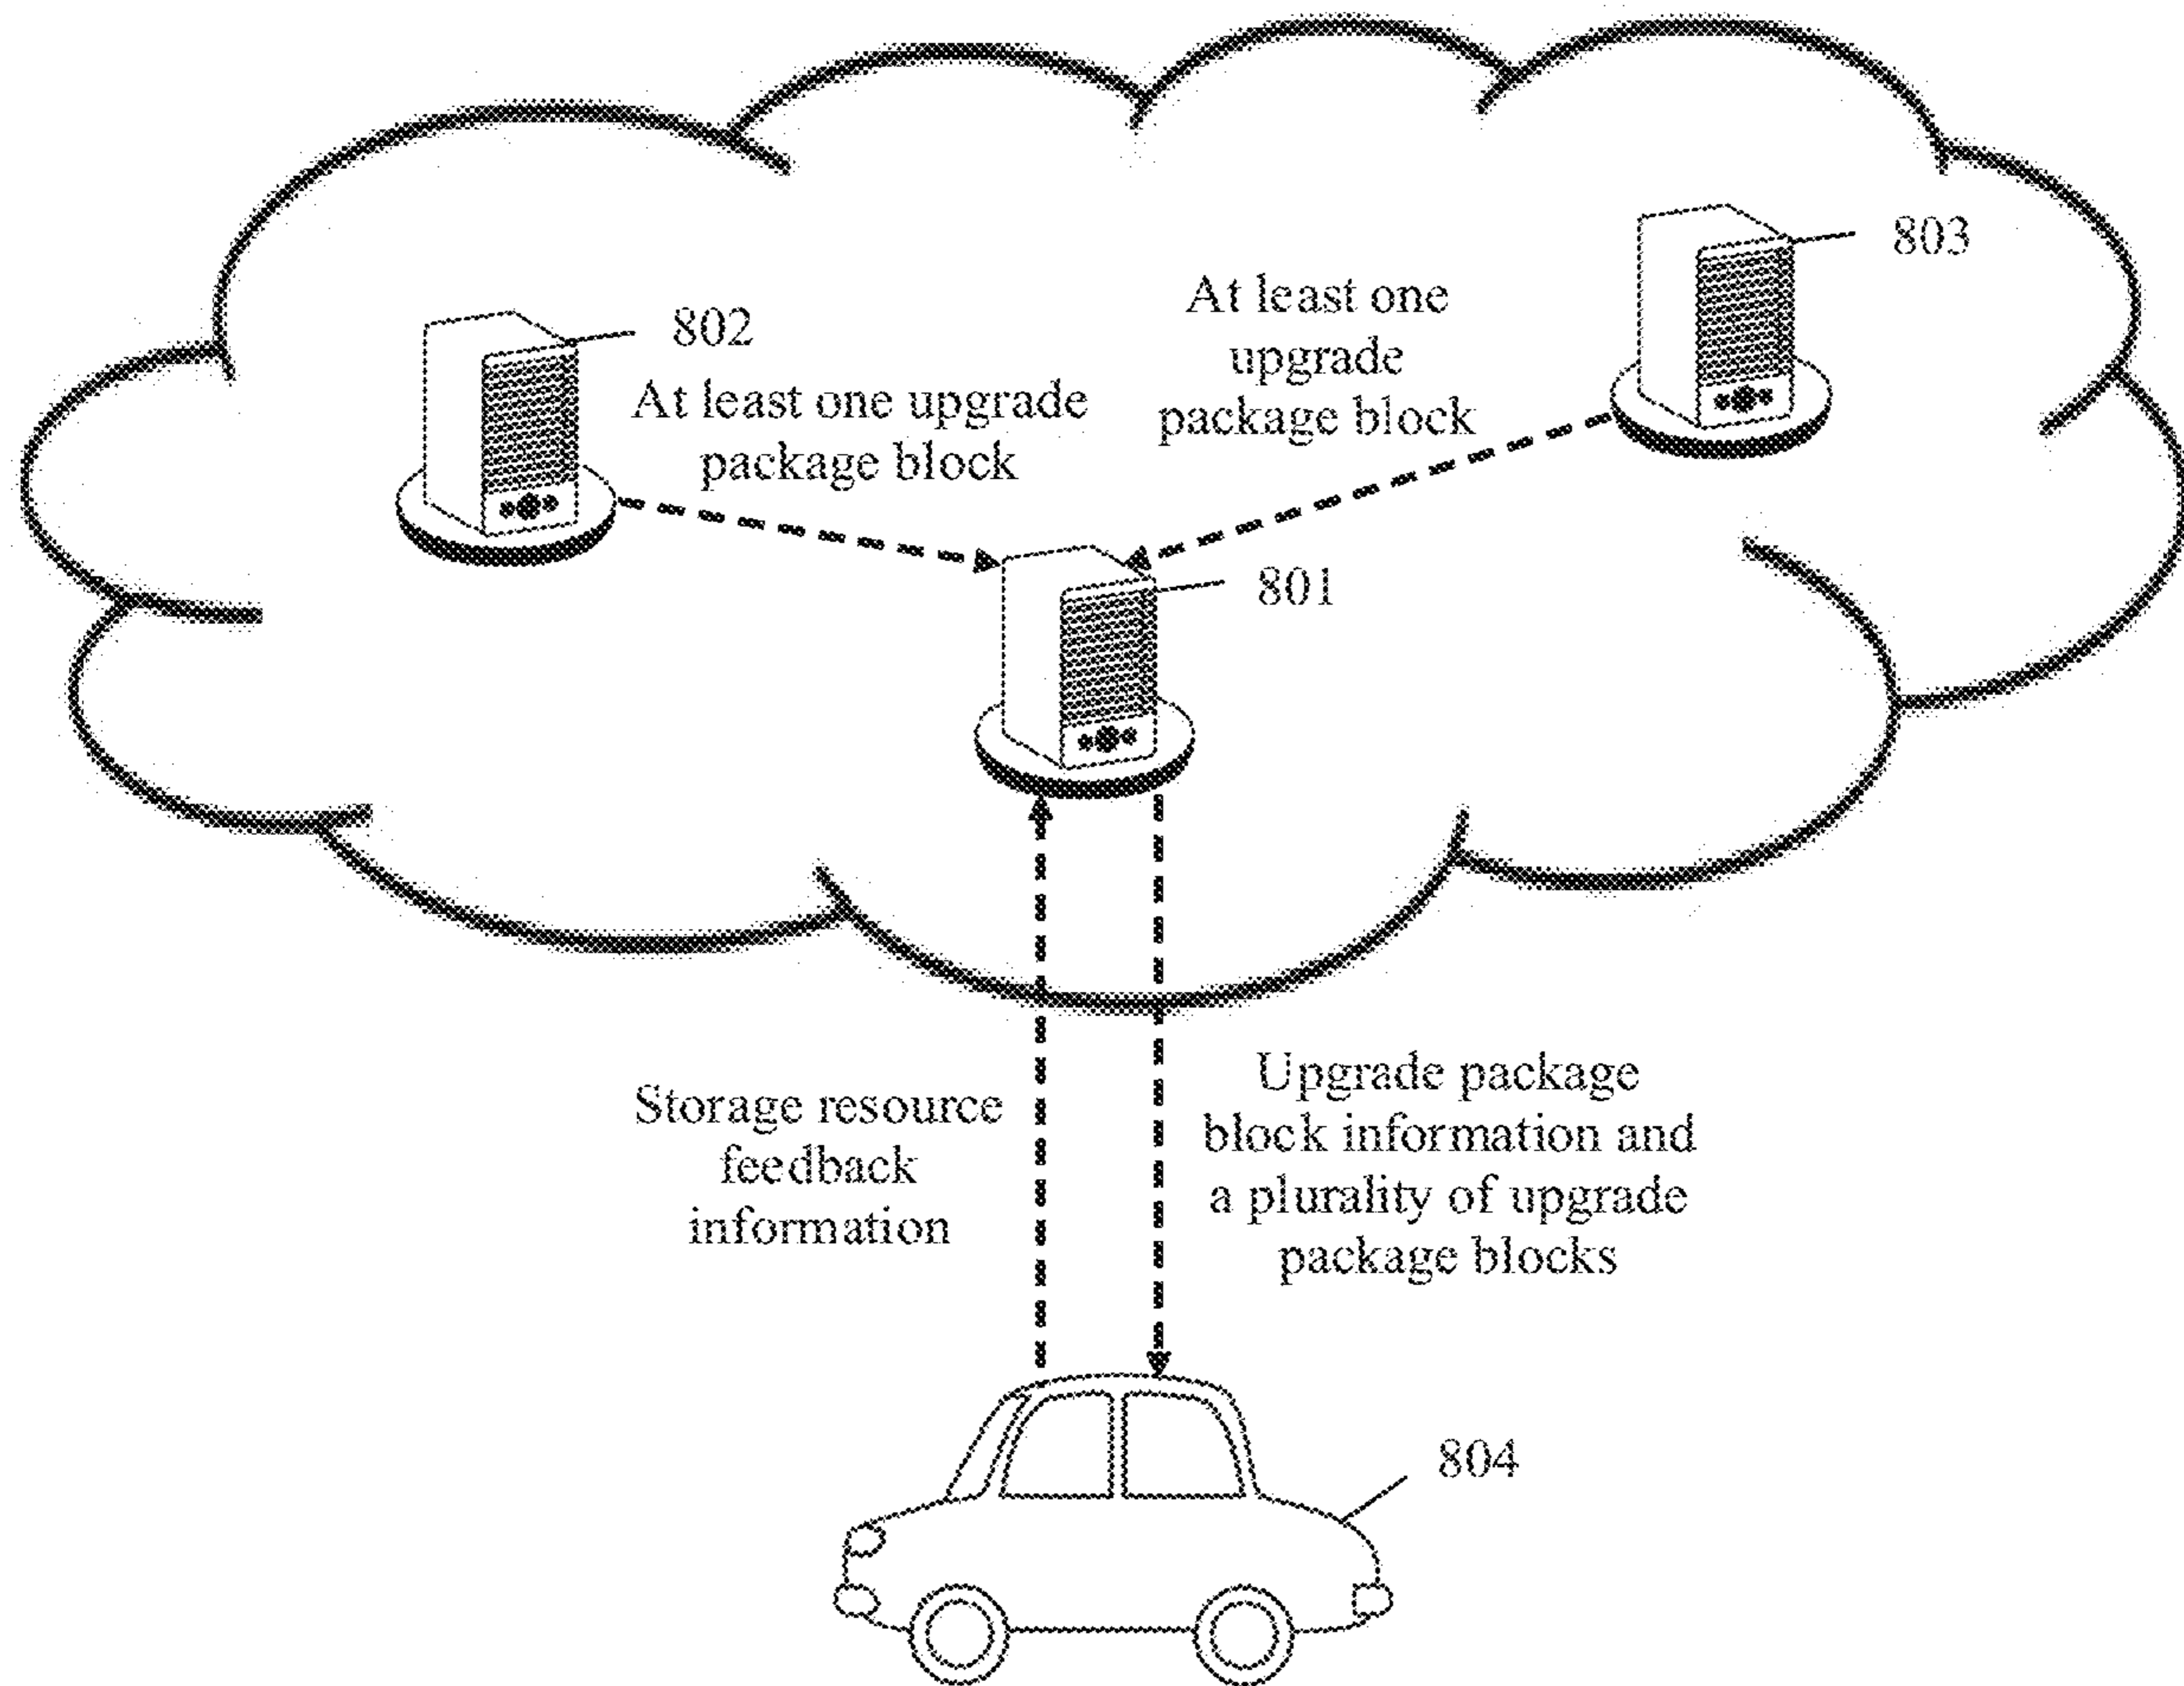 803
802
At least one
upgrade
package block
At least one upgrade
package block
801
Storage resource
feedback
information
Upgrade package
block information and
a plurality of upgrade
package blocks
804